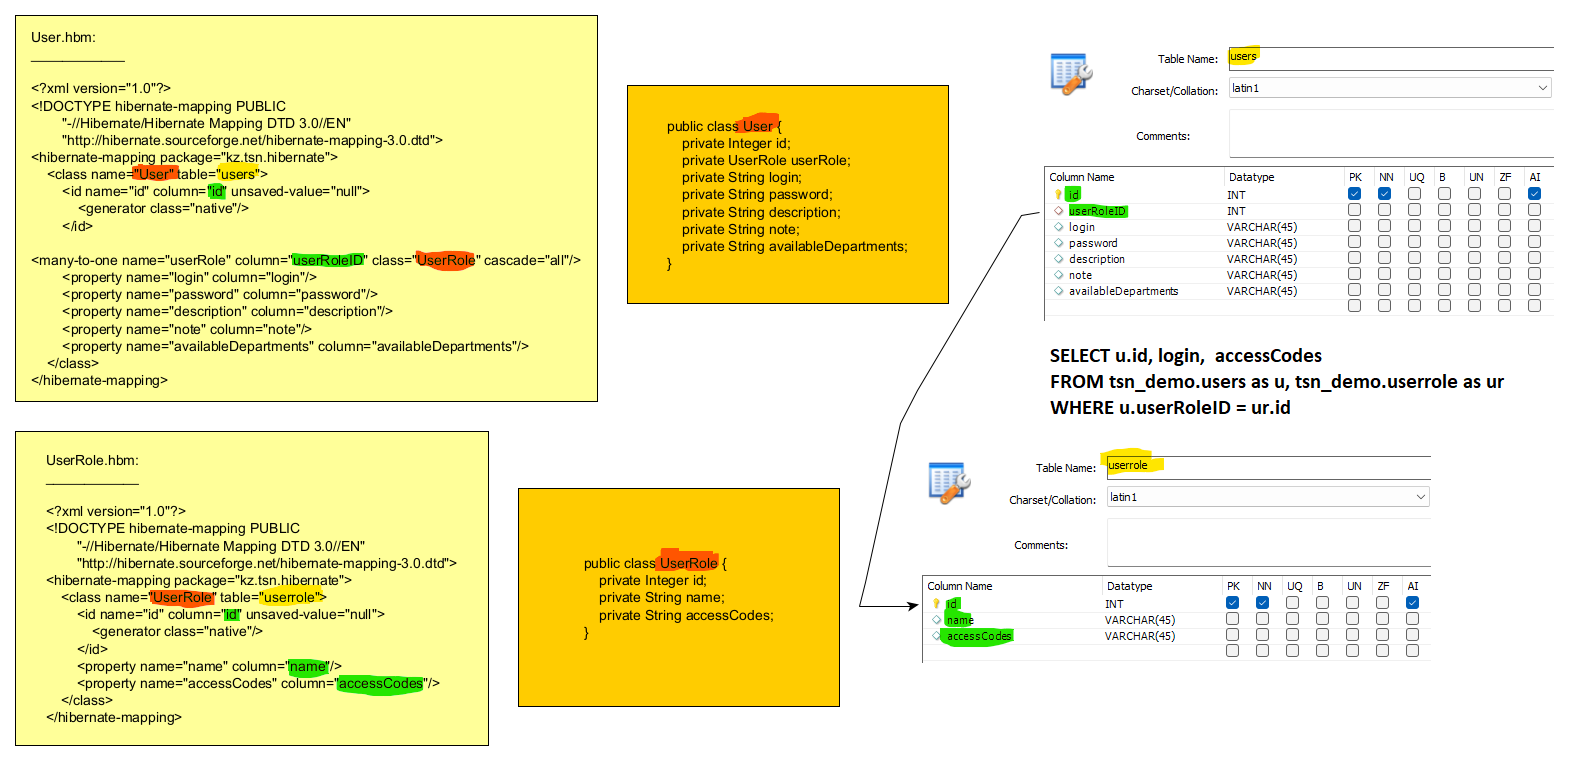 User.hbm:
____________
<?xml version="1.0"?>
<!DOCTYPE hibernate-mapping PUBLIC
"-//Hibernate/Hibernate Mapping DTD 3.0//EN"
"http://hibernate.sourceforge.net/hibernate-mapping-3.0.dtd">
<hibernate-mapping package="kz.tsn.hibernate">
<class name="User" table="users">
<id name="id" column="id" unsaved-value="null">
<generator class="native"/>
</id>
<many-to-one name="userRole" column="userRoleID" class="UserRole" cascade="all"/>
<property name="login" column="login"/>
<property name="password" column="password"/>
<property name="description" column="description"/>
<property name="note" column="note"/>
<property name="availableDepartments" column="availableDepartments"/>
</class>
</hibernate-mapping>
public class User {
private Integer id;
private UserRole userRole;
private String login;
private String password;
private String description;
private String note;
private String availableDepartments;
}
Table Name: users
Charset/Collation: latin1
Comments:
Column Name Datatype PK NN UQ B UN ZF AI
id INT
userRoleID INT
login VARCHAR(45)
password VARCHAR(45)
description VARCHAR(45)
note VARCHAR(45)
availableDepartments VARCHAR(45)
SELECT u.id, login, accessCodes
FROM tsn_demo.users as u, tsn_demo.userrole as ur
WHERE u.userRoleID = ur.id
UserRole.hbm:
____________
<?xml version="1.0"?>
<!DOCTYPE hibernate-mapping PUBLIC
"-//Hibernate/Hibernate Mapping DTD 3.0//EN"
"http://hibernate.sourceforge.net/hibernate-mapping-3.0.dtd">
<hibernate-mapping package="kz.tsn.hibernate">
<class name="UserRole" table="userrole">
<id name="id" column="id" unsaved-value="null">
<generator class="native"/>
</id>
<property name="name" column="name"/>
<property name="accessCodes" column="accessCodes"/>
</class>
</hibernate-mapping>
public class UserRole {
private Integer id;
private String name;
private String accessCodes;
}
Table Name: userrole
Charset/Collation: latin1
Comments:
Column Name Datatype PK NN UQ B UN ZF AI
id INT
name VARCHAR(45)
accessCodes VARCHAR(45)